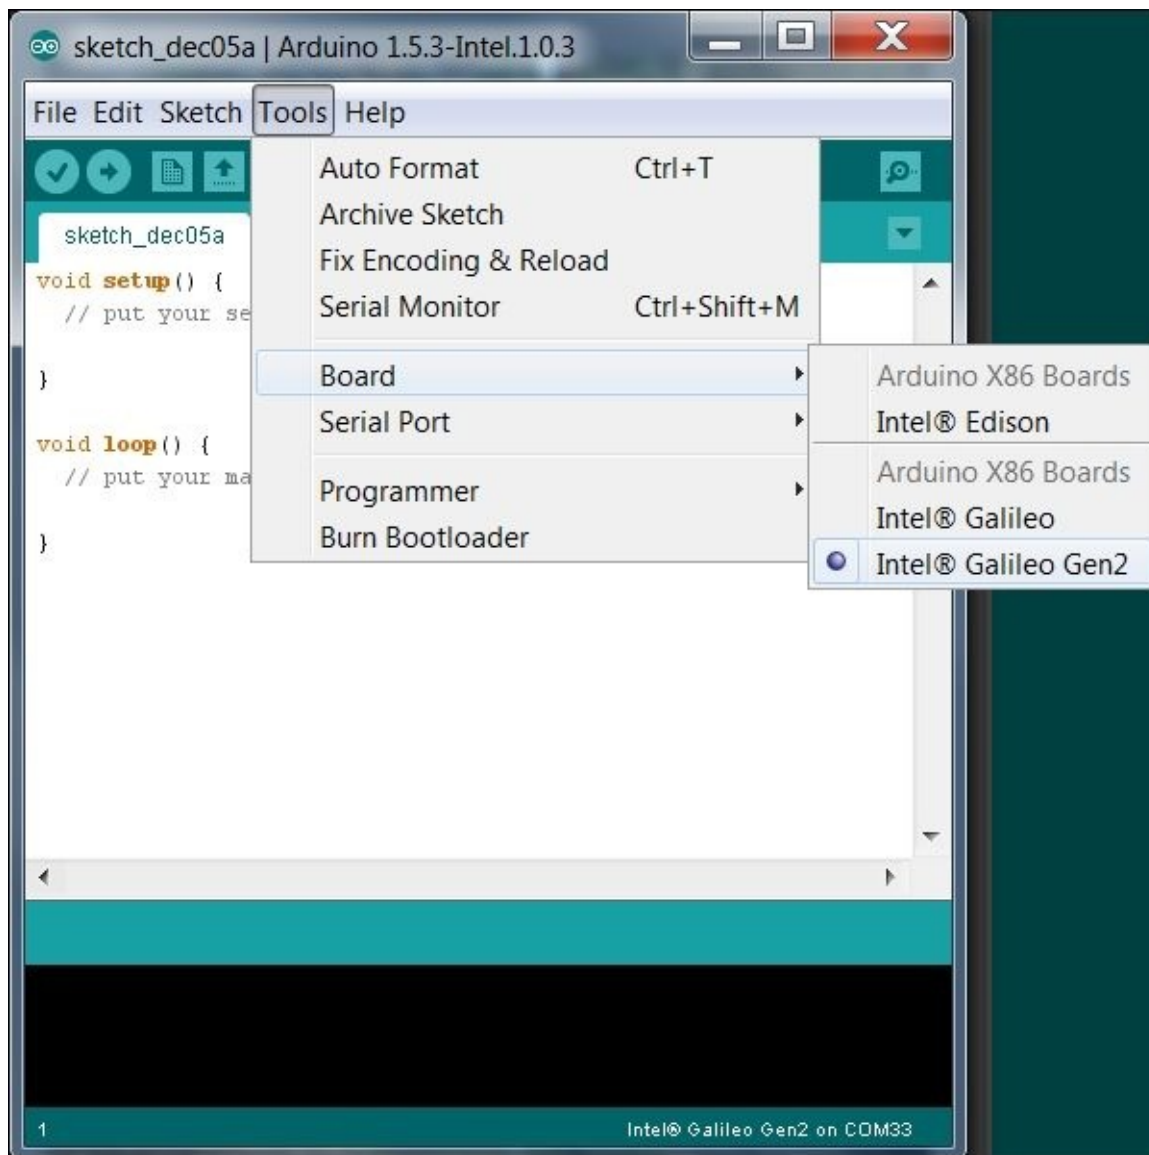 sketch_dec05a | Arduino 1.5.3-Intel.1.0.3
File Edit Sketch Tools Help
Auto Format Ctrl+T
Archive Sketch
sketch_dec05a
Fix Encoding & Reload
void setup() {
Serial Monitor Ctrl+Shift+M
// put your se
Board
Arduino X86 Boards
}
Serial Port
Intel® Edison
void loop() {
Arduino X86 Boards
// put your ma
Programmer
Intel® Galileo
Burn Bootloader
}
Intel® Galileo Gen2
1
Intel® Galileo Gen2 on COM33